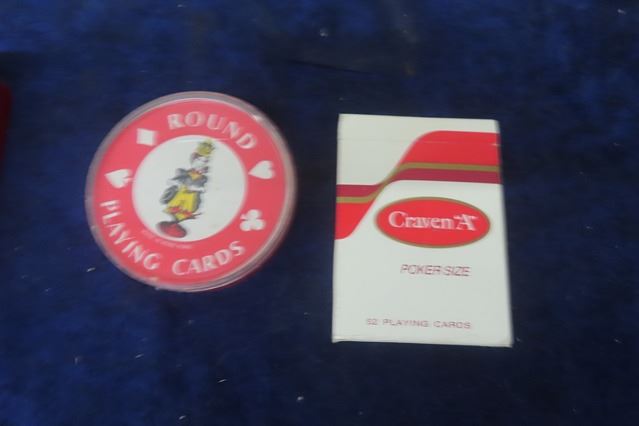 ROUND
PLAYING CARDS
Craven "A"
POKER SIZE
52 PLAYING CARDS